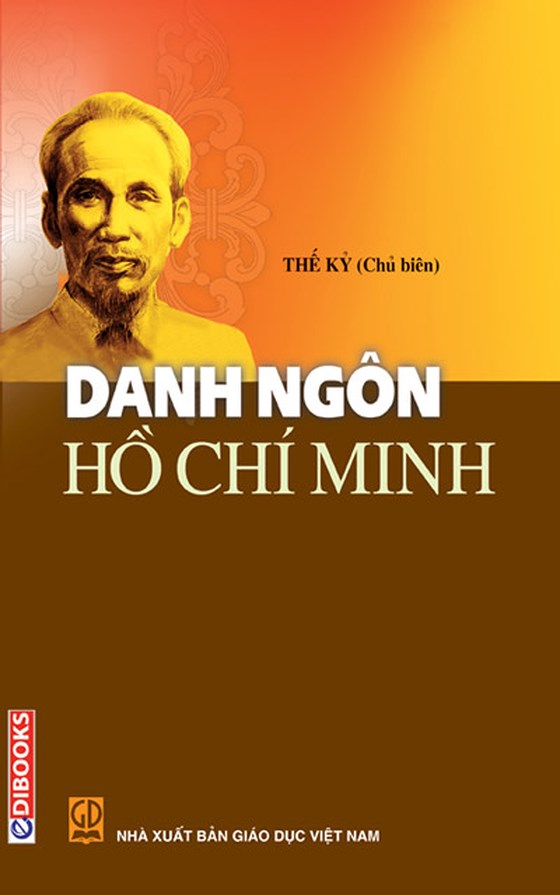 THẾ KỶ (Chủ biên)
DANH NGÔN
HỒ CHÍ MINH
eDIBOOKS
GD
NHÀ XUẤT BẢN GIÁO DỤC VIỆT NAM